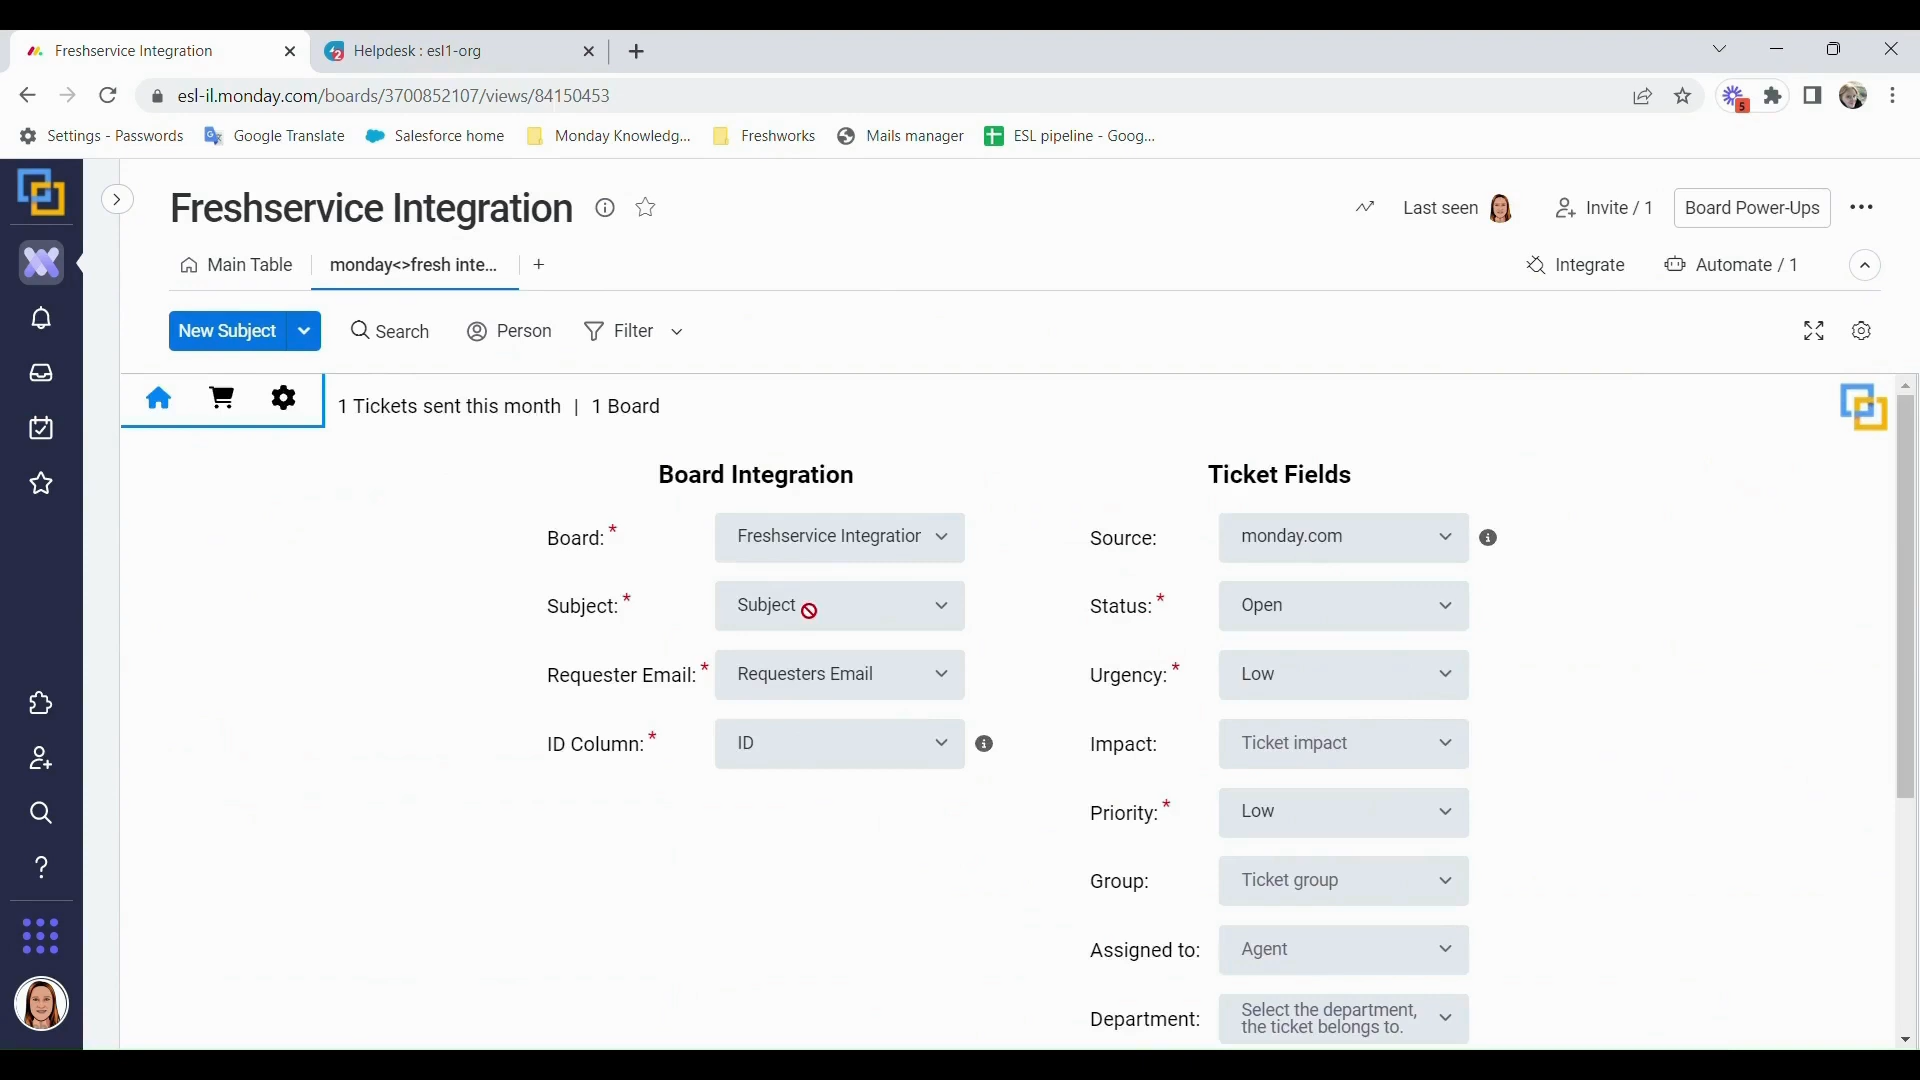 Freshservice Integration
Helpdesk : esl1-org
esl-il.monday.com/boards/3700852107/views/84150453
5
Settings - Passwords
Google Translate
Salesforce home
Monday Knowledg...
Freshworks
Mails manager
ESL pipeline - Goog...
Freshservice Integration
Last seen
Invite / 1
Board Power-Ups
Main Table
monday<>fresh inte...
Integrate
Automate / 1
New Subject
Search
Person
Filter
1 Tickets sent this month | 1 Board
Board Integration
Board: *
Freshservice Integration
Subject: *
Subject
Requester Email: *
Requesters Email
ID Column: *
ID
Ticket Fields
Source:
monday.com
Status: *
Open
Urgency: *
Low
Impact:
Ticket impact
Priority: *
Low
Group:
Ticket group
Assigned to:
Agent
Department:
Select the department,
the ticket belongs to.